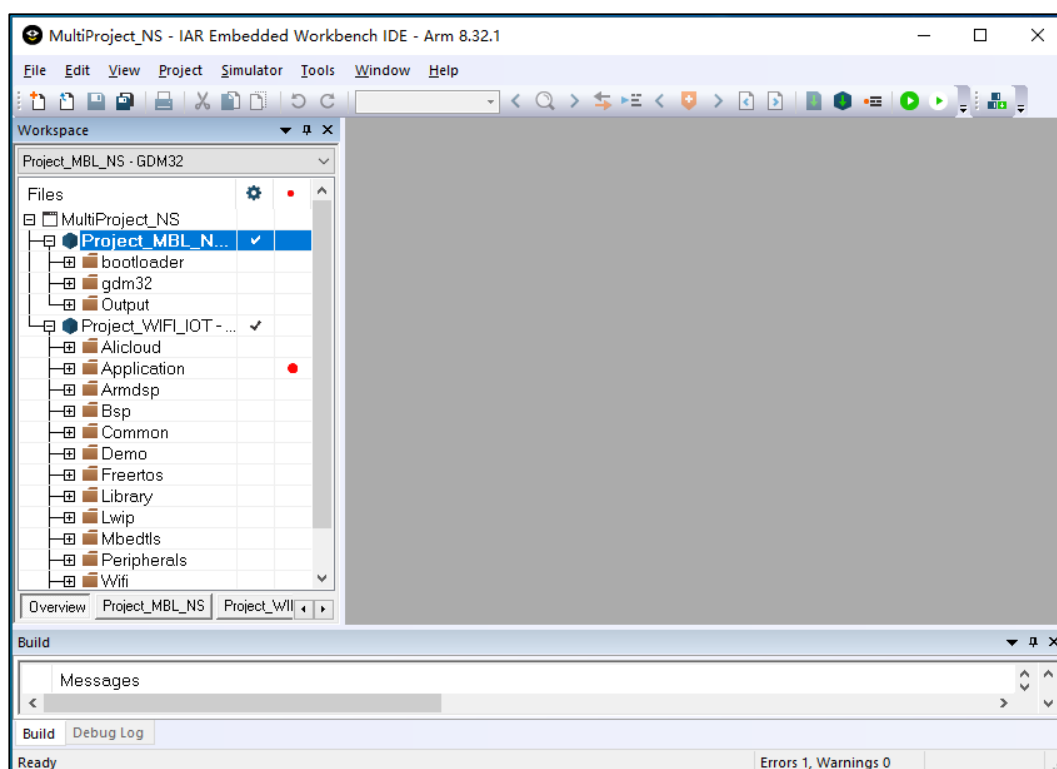 MultiProject_NS - IAR Embedded Workbench IDE - Arm 8.32.1
File Edit View Project Simulator Tools Window Help
Workspace
Project_MBL_NS - GDM32
Files
MultiProject_NS
Project_MBL_N...
bootloader
gdm32
Output
Project_WIFI_IOT - ...
Alicloud
Application
Armdsp
Bsp
Common
Demo
Freertos
Library
Lwip
Mbedtls
Peripherals
Wifi
Overview Project_MBL_NS Project_WII
Build
Messages
Build Debug Log
Ready Errors 1, Warnings 0